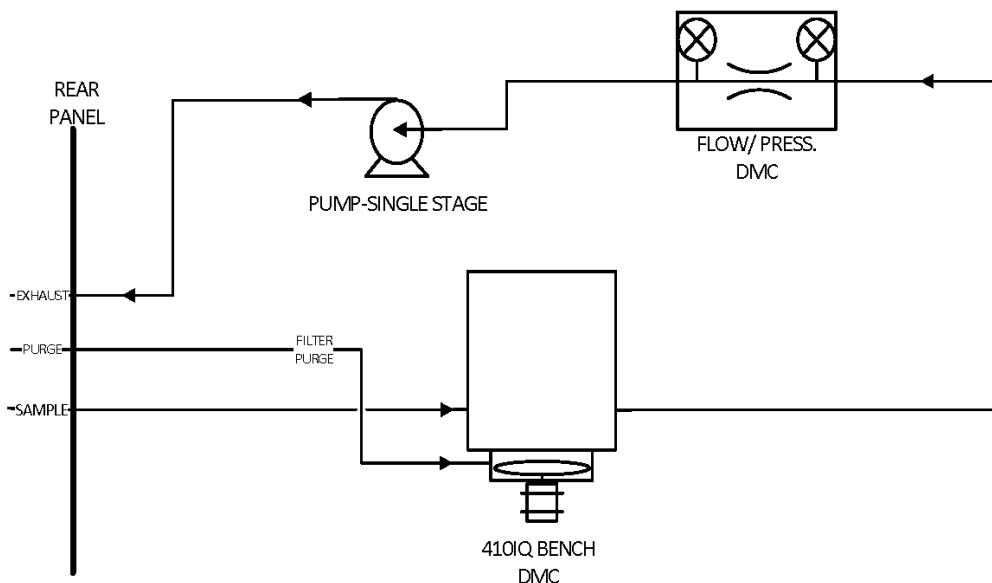 REAR
PANEL
FLOW/ PRESS.
DMC
PUMP-SINGLE STAGE
EXHAUST
PURGE
FILTER
PURGE
SAMPLE
410IQ BENCH
DMC